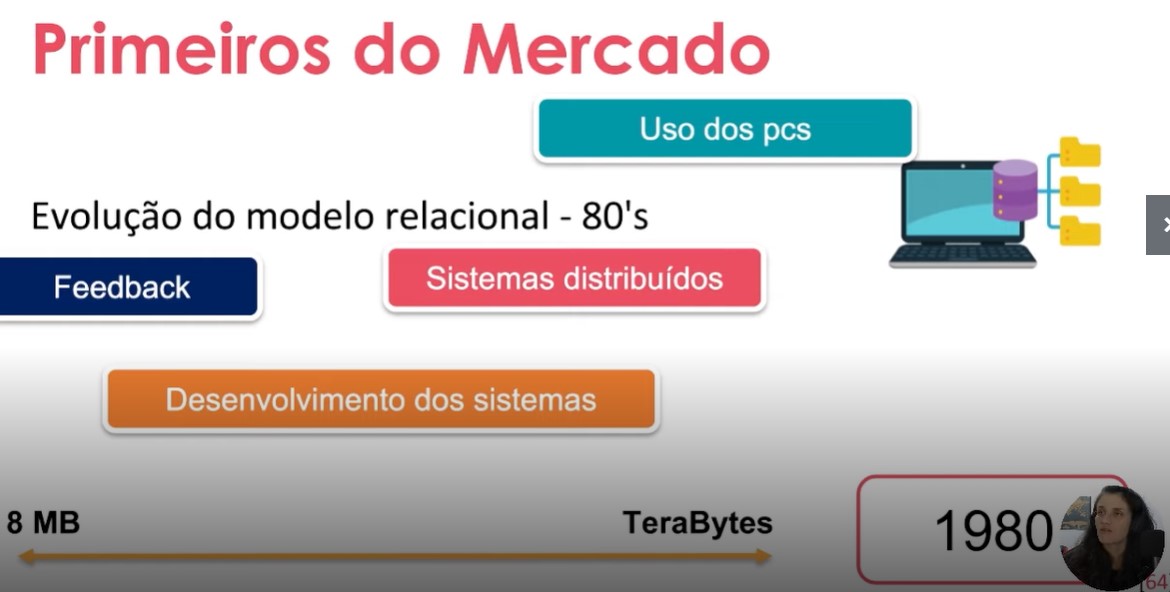 Primeiros do Mercado
Uso dos pcs
Evolução do modelo relacional - 80's
Feedback
Sistemas distribuídos
Desenvolvimento dos sistemas
8 MB
TeraBytes
1980
[64